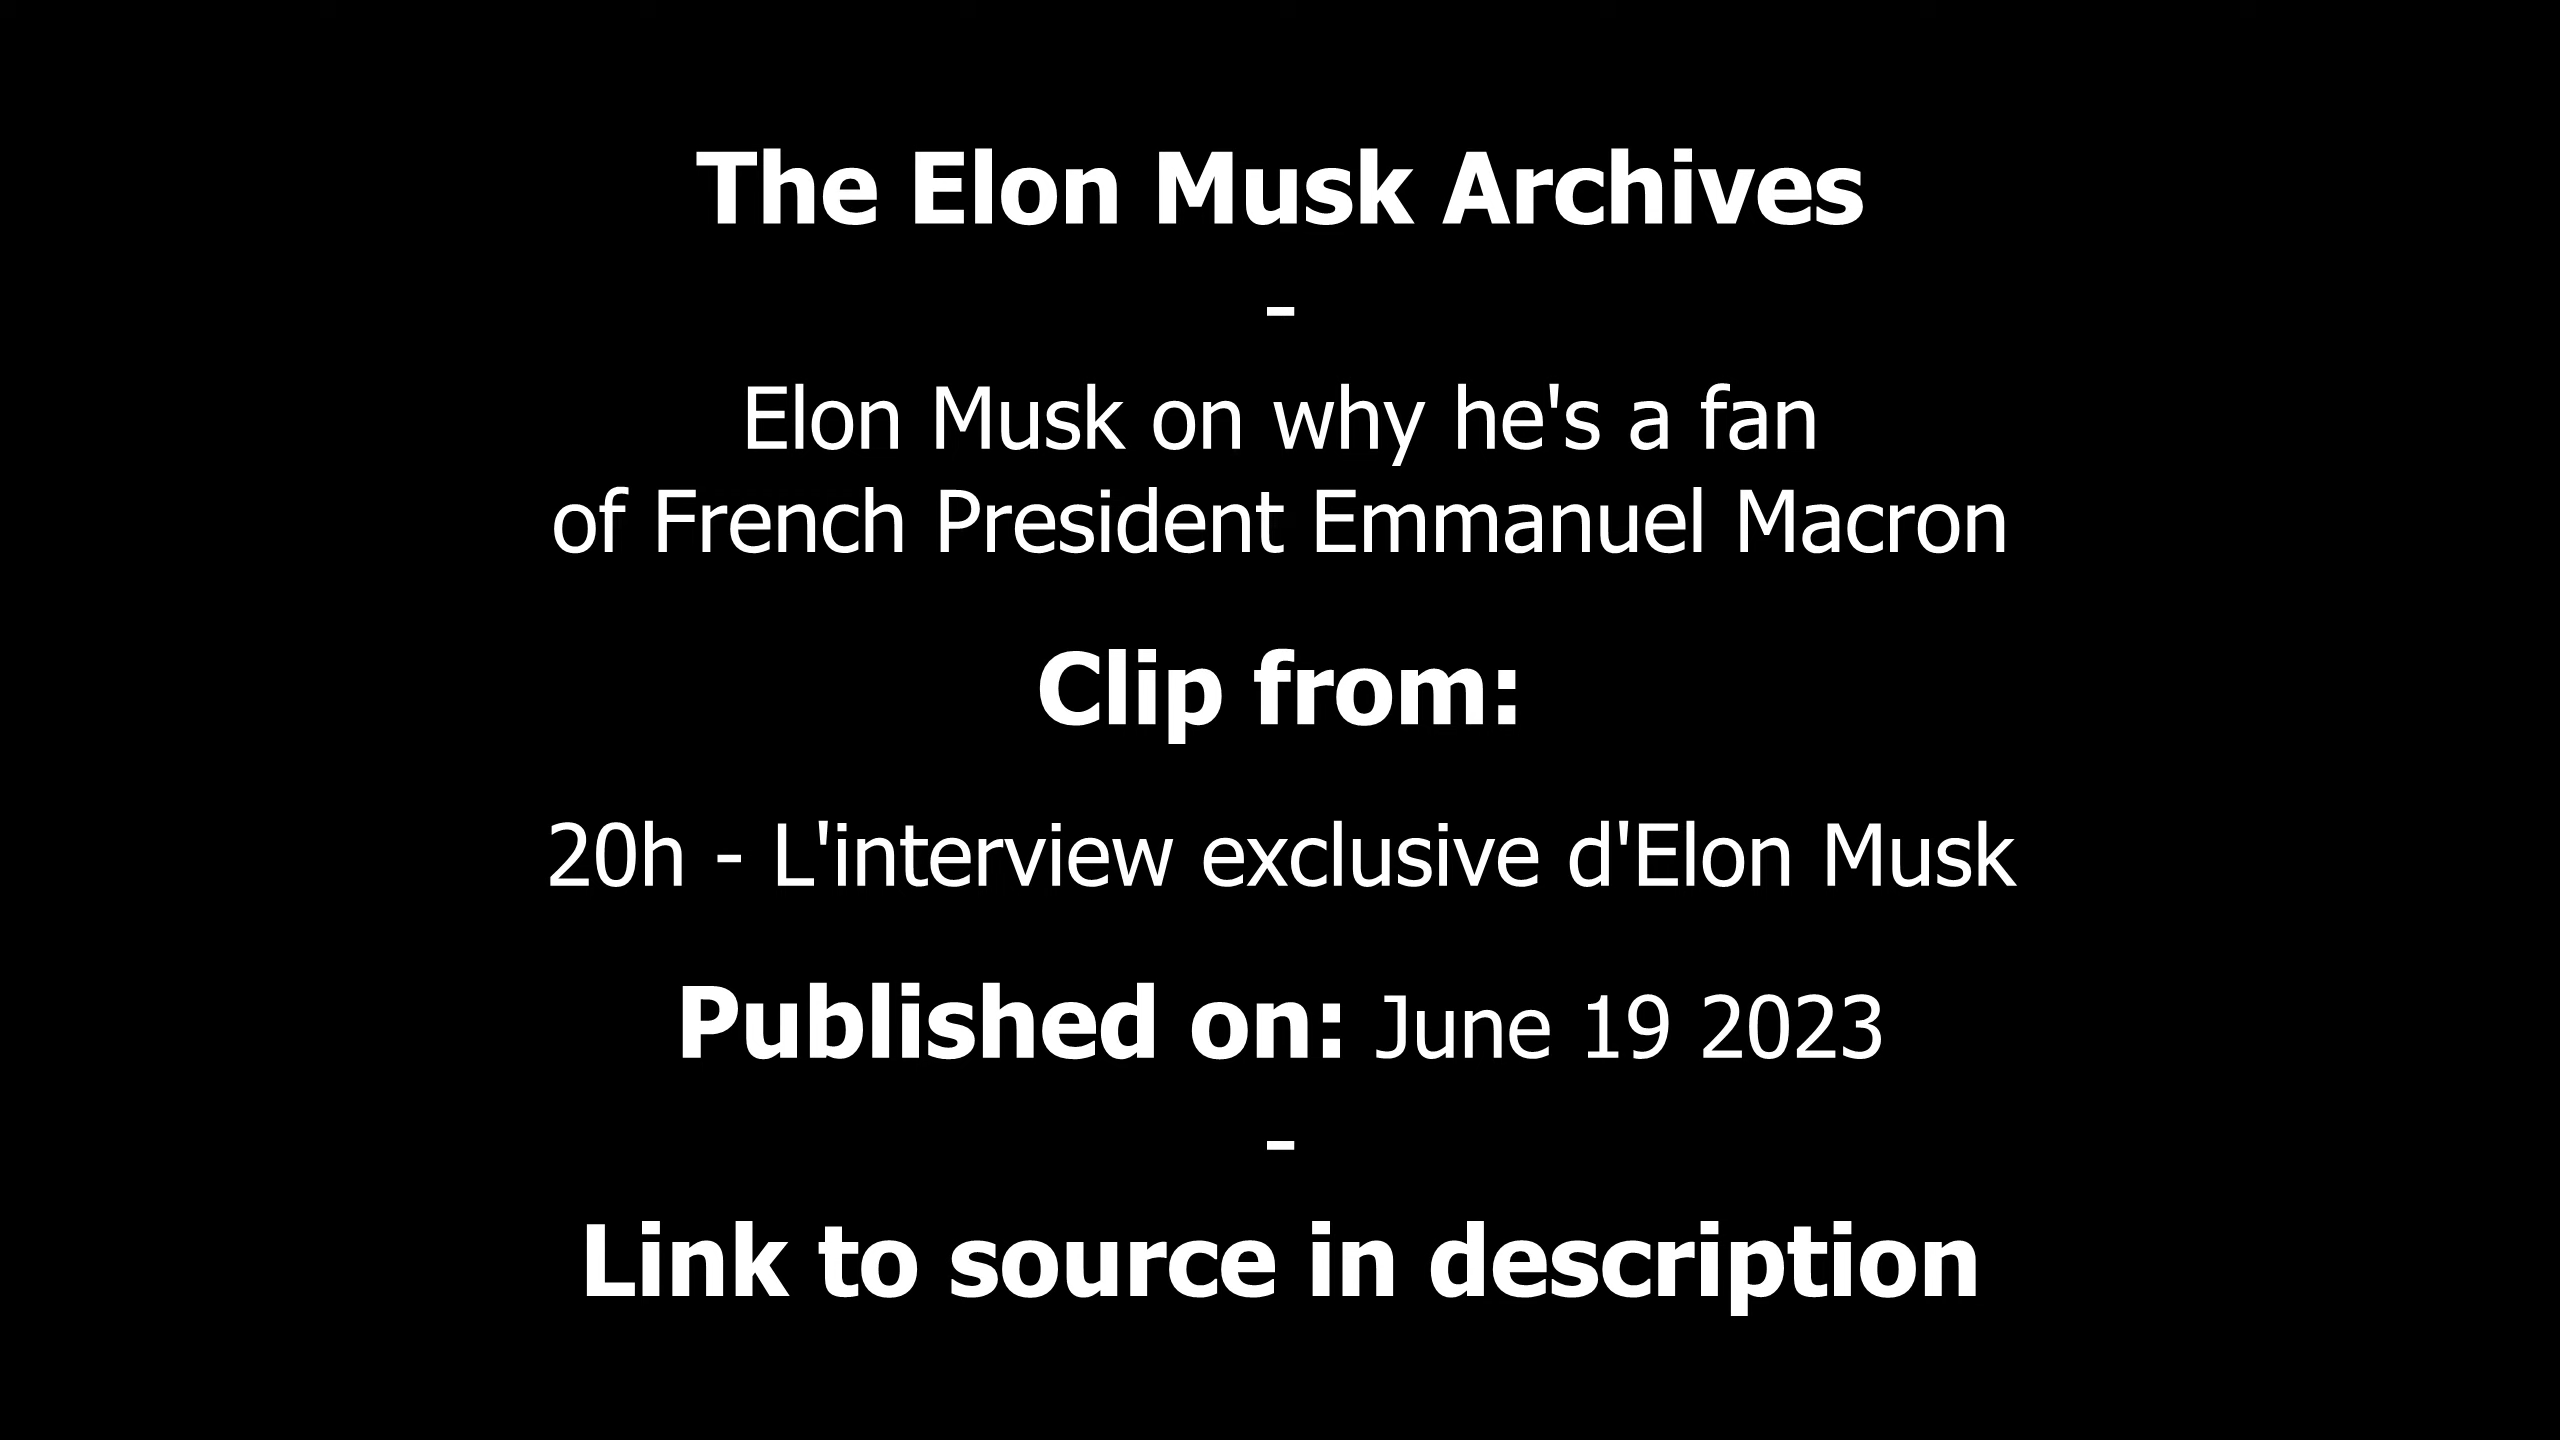 The Elon Musk Archives
-
Elon Musk on why he's a fan
of French President Emmanuel Macron
Clip from:
20h - L'interview exclusive d'Elon Musk
Published on: June 19 2023
-
Link to source in description